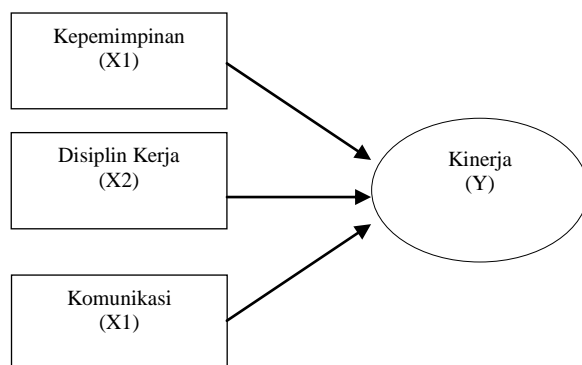 Kepemimpinan
(X1)
Disiplin Kerja
(X2)
Kinerja
(Y)
Komunikasi
(X1)